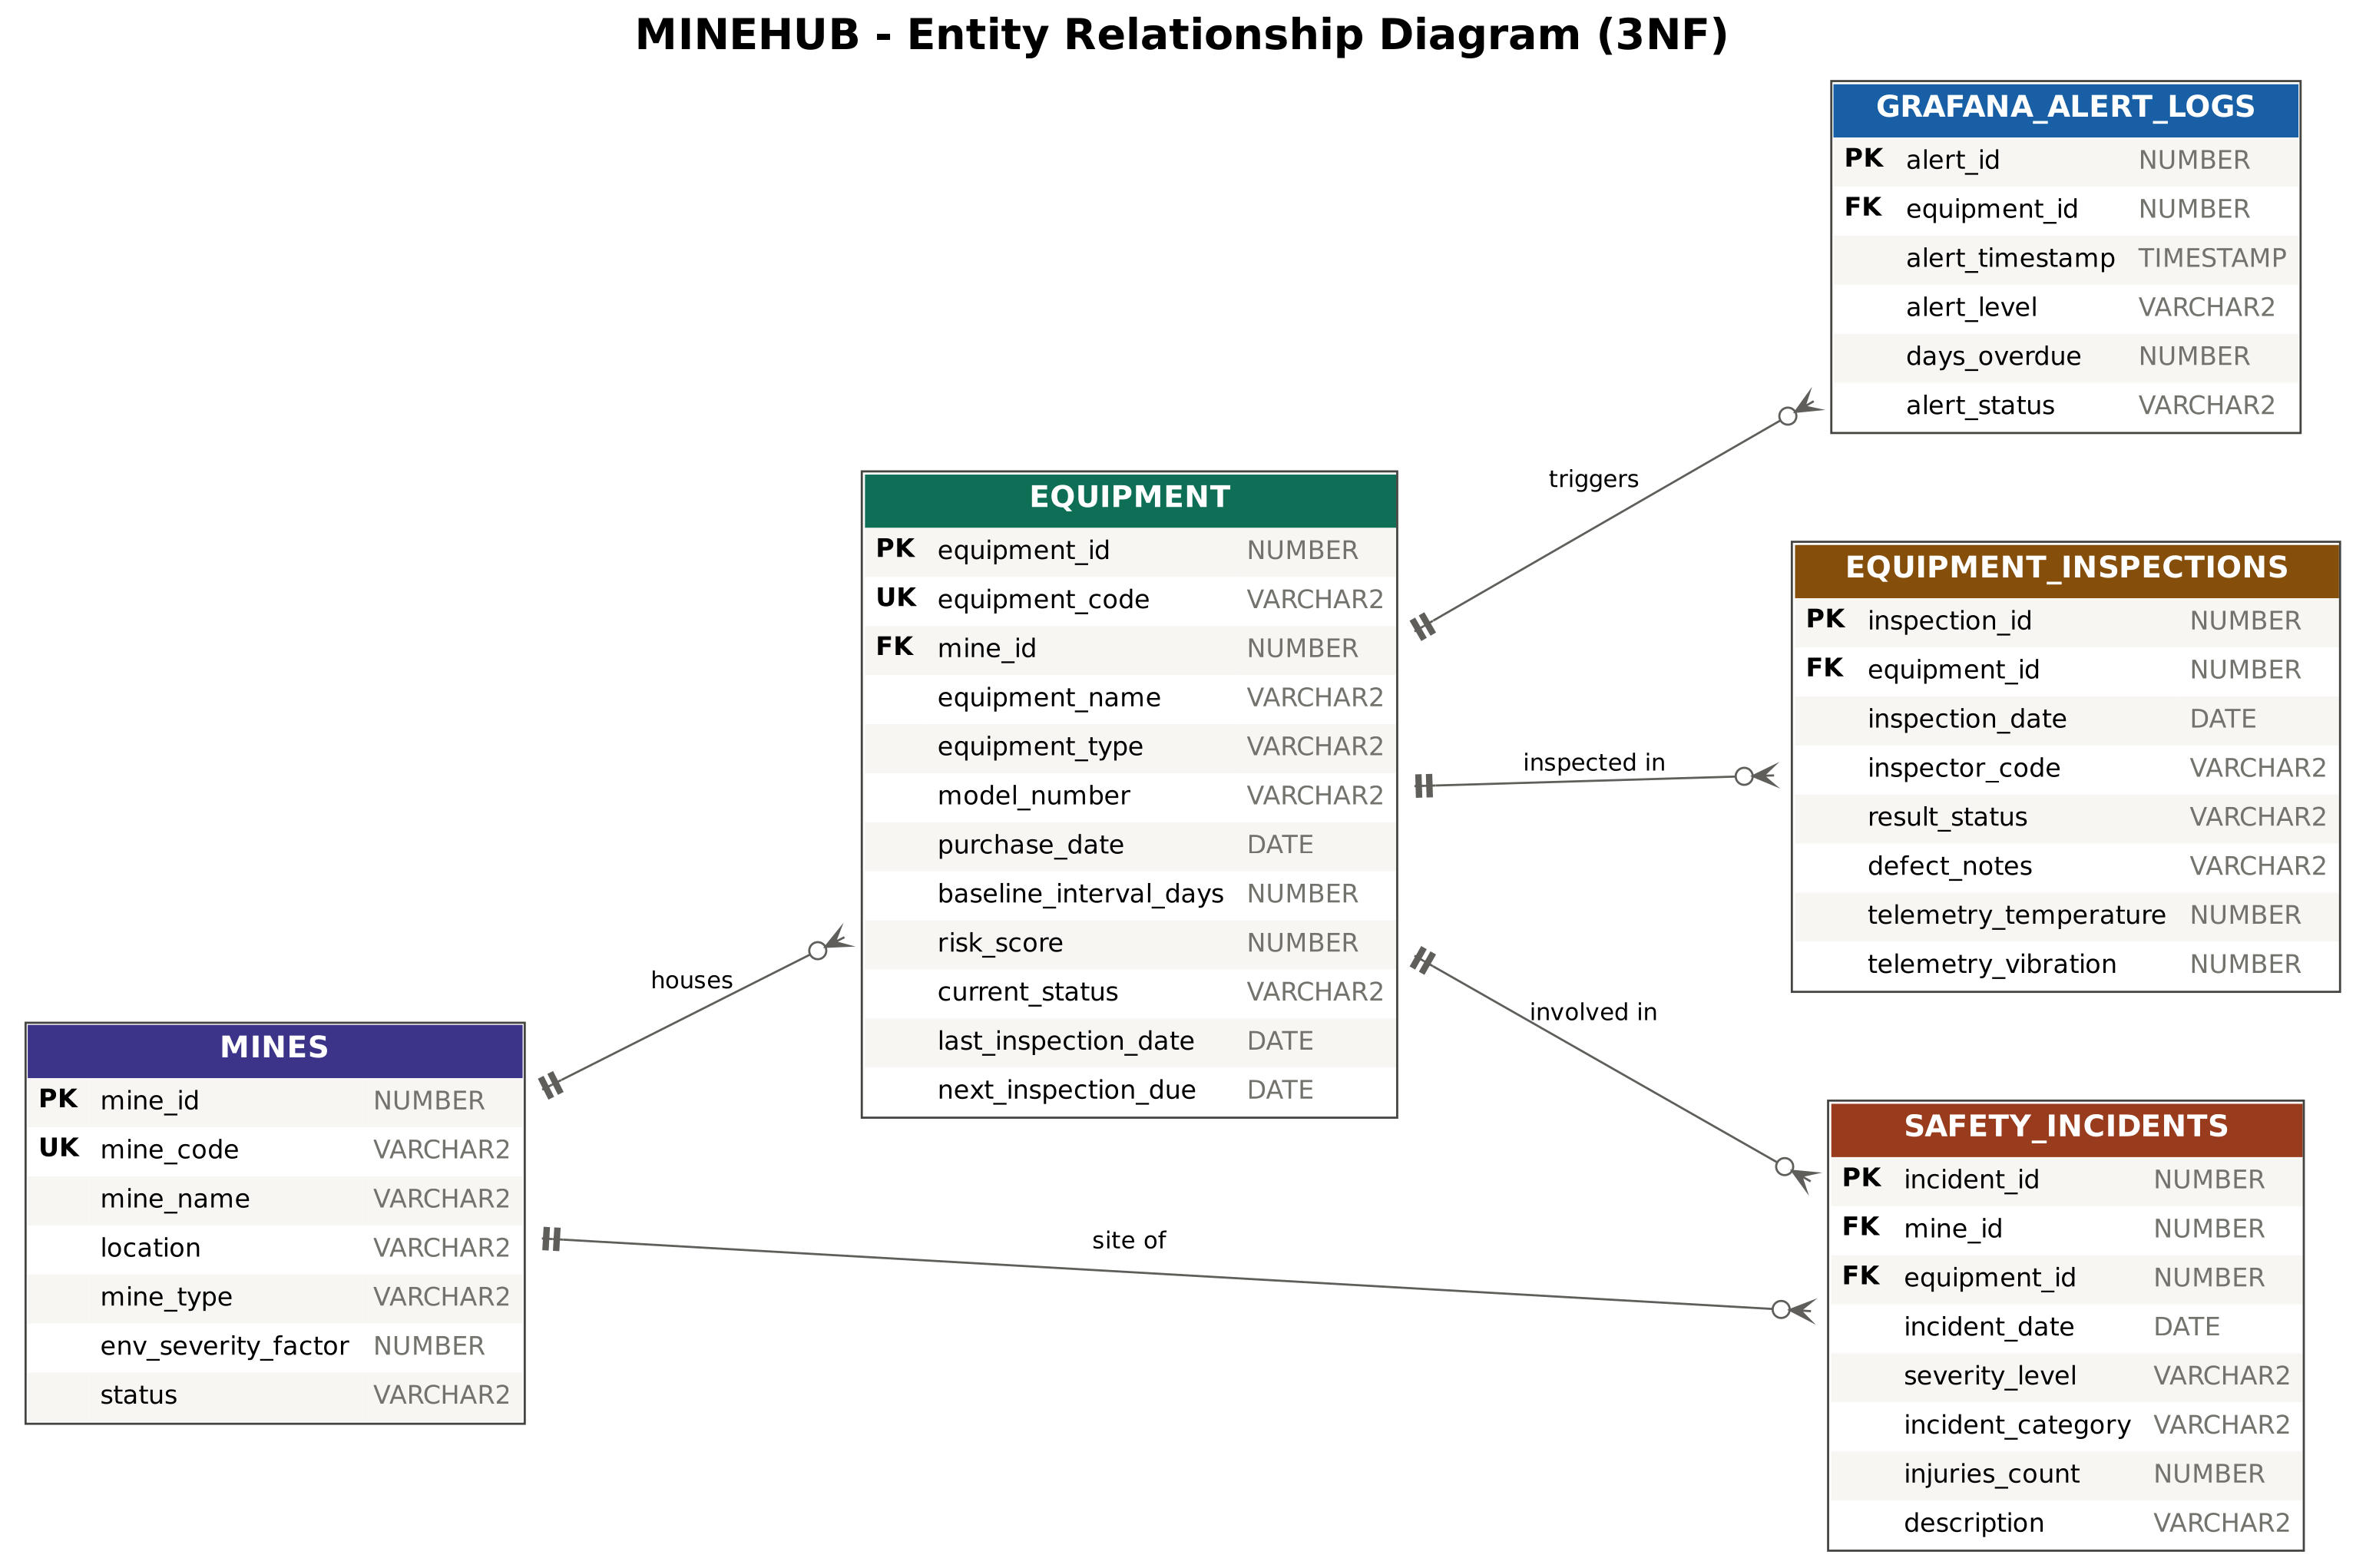 MINEHUB - Entity Relationship Diagram (3NF)
GRAFANA_ALERT_LOGS
PK alert_id NUMBER
FK equipment_id NUMBER
alert_timestamp TIMESTAMP
alert_level VARCHAR2
days_overdue NUMBER
alert_status VARCHAR2
triggers
EQUIPMENT
PK equipment_id NUMBER
UK equipment_code VARCHAR2
FK mine_id NUMBER
equipment_name VARCHAR2
equipment_type VARCHAR2
model_number VARCHAR2
purchase_date DATE
baseline_interval_days NUMBER
risk_score NUMBER
current_status VARCHAR2
last_inspection_date DATE
next_inspection_due DATE
inspected in
EQUIPMENT_INSPECTIONS
PK inspection_id NUMBER
FK equipment_id NUMBER
inspection_date DATE
inspector_code VARCHAR2
result_status VARCHAR2
defect_notes VARCHAR2
telemetry_temperature NUMBER
telemetry_vibration NUMBER
houses
involved in
MINES
PK mine_id NUMBER
UK mine_code VARCHAR2
mine_name VARCHAR2
location VARCHAR2
mine_type VARCHAR2
env_severity_factor NUMBER
status VARCHAR2
site of
SAFETY_INCIDENTS
PK incident_id NUMBER
FK mine_id NUMBER
FK equipment_id NUMBER
incident_date DATE
severity_level VARCHAR2
incident_category VARCHAR2
injuries_count NUMBER
description VARCHAR2